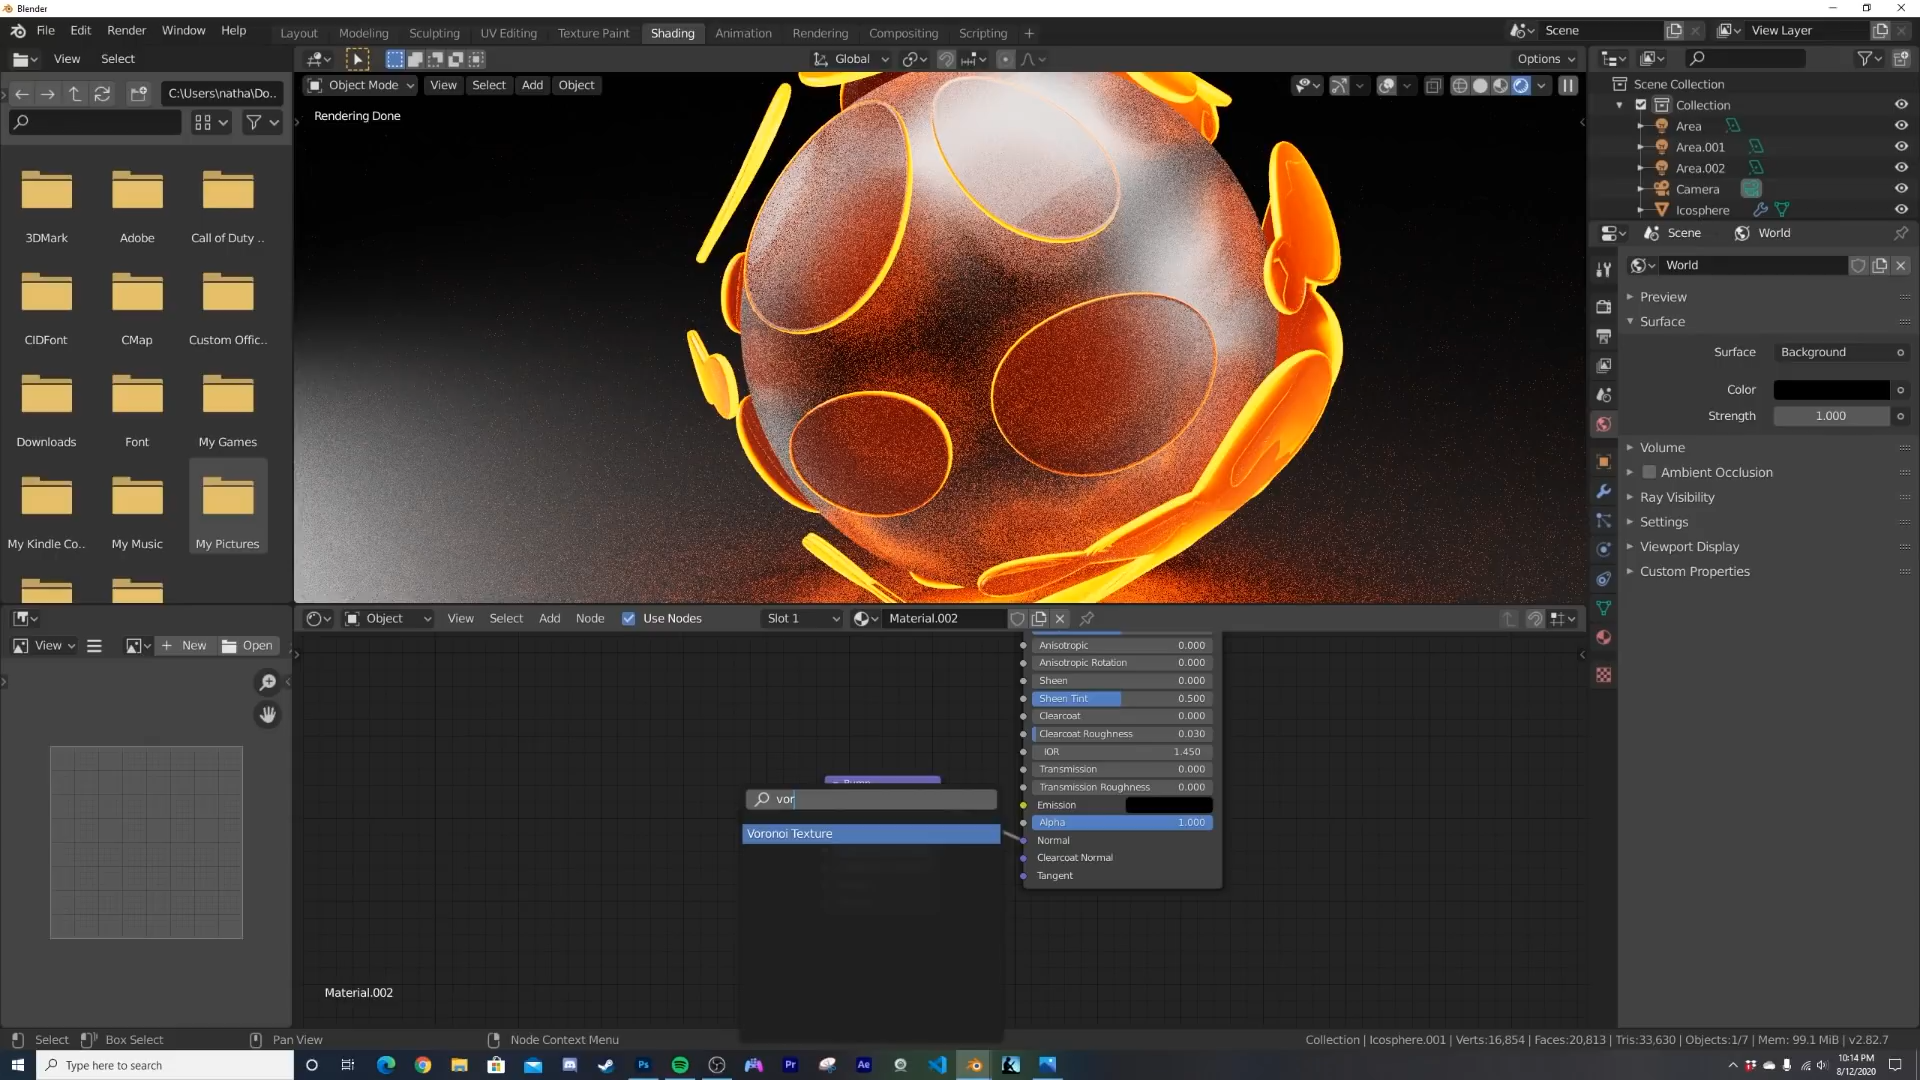 Blender
File Edit Render Window Help Layout Modeling Sculpting UV Editing Texture Paint Shading Animation Rendering Compositing Scripting + Scene View Layer
View Select Global Options
C:\Users\natha\Do.. Object Mode View Select Add Object Scene Collection
Rendering Done
Collection
Area
Area.001
Area.002
Camera
Icosphere
3DMark Adobe Call of Duty ..
CIDFont CMap Custom Offic..
Downloads Font My Games
My Kindle Co.. My Music My Pictures
Scene World
World
Preview
Surface
Surface Background
Color
Strength 1.000
Volume
Ambient Occlusion
Ray Visibility
Settings
Viewport Display
Custom Properties
Object View Select Add Node Use Nodes Slot 1 Material.002
View + New Open
Anisotropic 0.000
Anisotropic Rotation 0.000
Sheen 0.000
Sheen Tint 0.500
Clearcoat 0.000
Clearcoat Roughness 0.030
IOR 1.450
Transmission 0.000
Transmission Roughness 0.000
Emission
Alpha 1.000
Normal
Clearcoat Normal
Tangent
vor
Voronoi Texture
Material.002
Select Box Select Pan View Node Context Menu Collection | Icosphere.001 | Verts:16,854 | Faces:20,813 | Tris:33,630 | Objects:1/7 | Mem: 99.1 MiB | v2.82.7
Type here to search Ps Pr Ae 10:14 PM
8/12/2020